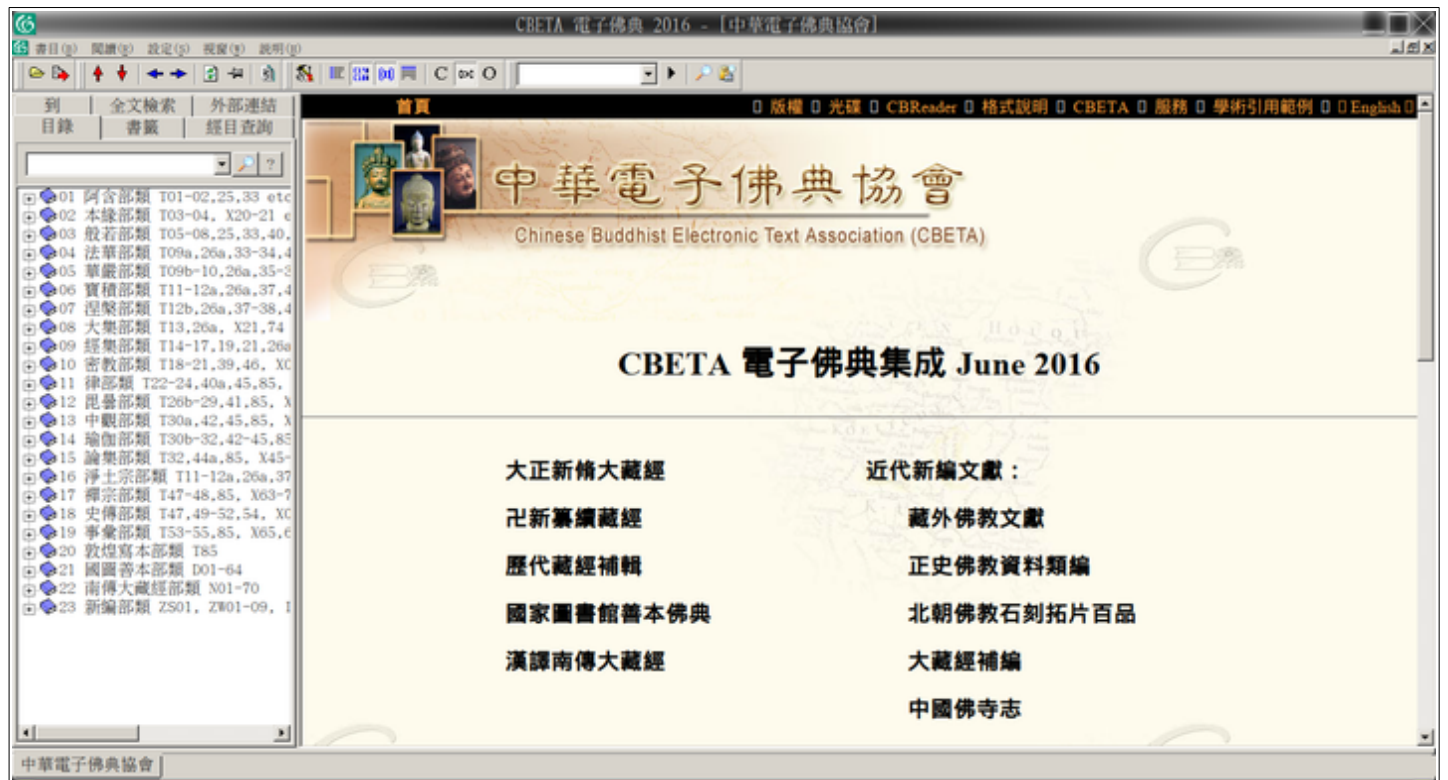 CBETA 電子佛典 2016 - [中華電子佛典協會]
書目(B) 閱讀(R) 設定(S) 視窗(W) 說明(H)
C O
到 全文檢索 外部連結
目錄 書籤 經目查詢
?
01 阿含部類 T01-02,25,33 etc
02 本緣部類 T03-04, X20-21 e
03 般若部類 T05-08,25,33,40,
04 法華部類 T09a,26a,33-34,4
05 華嚴部類 T09b-10,26a,35-3
06 寶積部類 T11-12a,26a,37,4
07 涅槃部類 T12b,26a,37-38,4
08 大集部類 T13,26a, X21,74
09 經集部類 T14-17,19,21,26a
10 密教部類 T18-21,39,46, X0
11 律部類 T22-24,40a,45,85,
12 毘曇部類 T26b-29,41,85, X
13 中觀部類 T30a,42,45,85, X
14 瑜伽部類 T30b-32,42-45,85
15 論集部類 T32,44a,85, X45-
16 淨土宗部類 T11-12a,26a,37
17 禪宗部類 T47-48,85, X63-7
18 史傳部類 T47,49-52,54, X0
19 事彙部類 T53-55,85, X65,6
20 敦煌寫本部類 T85
21 國圖善本部類 D01-64
22 南傳大藏經部類 N01-70
23 新編部類 ZS01, ZW01-09, I
首頁 版權 光碟 CBReader 格式說明 CBETA 服務 學術引用範例 English
中華電子佛典協會
Chinese Buddhist Electronic Text Association (CBETA)
CBETA 電子佛典集成 June 2016
大正新脩大藏經
卍新纂續藏經
歷代藏經補輯
國家圖書館善本佛典
漢譯南傳大藏經
近代新編文獻：
藏外佛教文獻
正史佛教資料類編
北朝佛教石刻拓片百品
大藏經補編
中國佛寺志
中華電子佛典協會